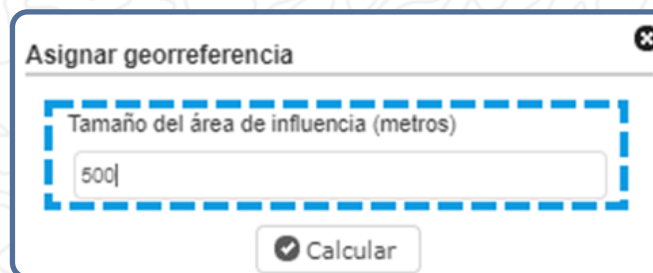 Asignar georreferencia
Tamaño del área de influencia (metros)
500
Calcular